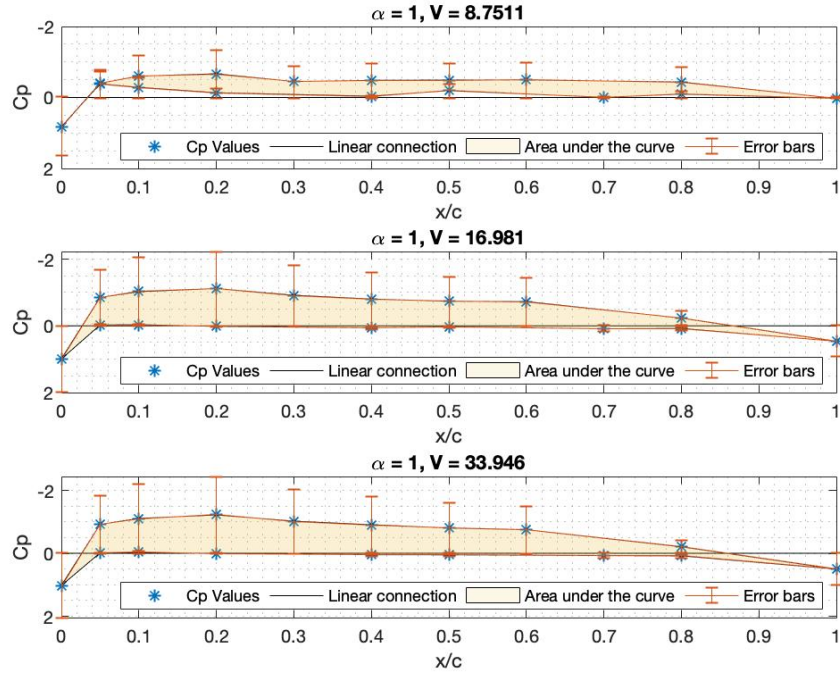 α = 1, V = 8.7511
-2
0
2
Cp
0 0.1 0.2 0.3 0.4 0.5 0.6 0.7 0.8 0.9 1
x/c
Cp Values Linear connection Area under the curve Error bars
α = 1, V = 16.981
-2
0
2
Cp
0 0.1 0.2 0.3 0.4 0.5 0.6 0.7 0.8 0.9 1
x/c
Cp Values Linear connection Area under the curve Error bars
α = 1, V = 33.946
-2
0
2
Cp
0 0.1 0.2 0.3 0.4 0.5 0.6 0.7 0.8 0.9 1
x/c
Cp Values Linear connection Area under the curve Error bars